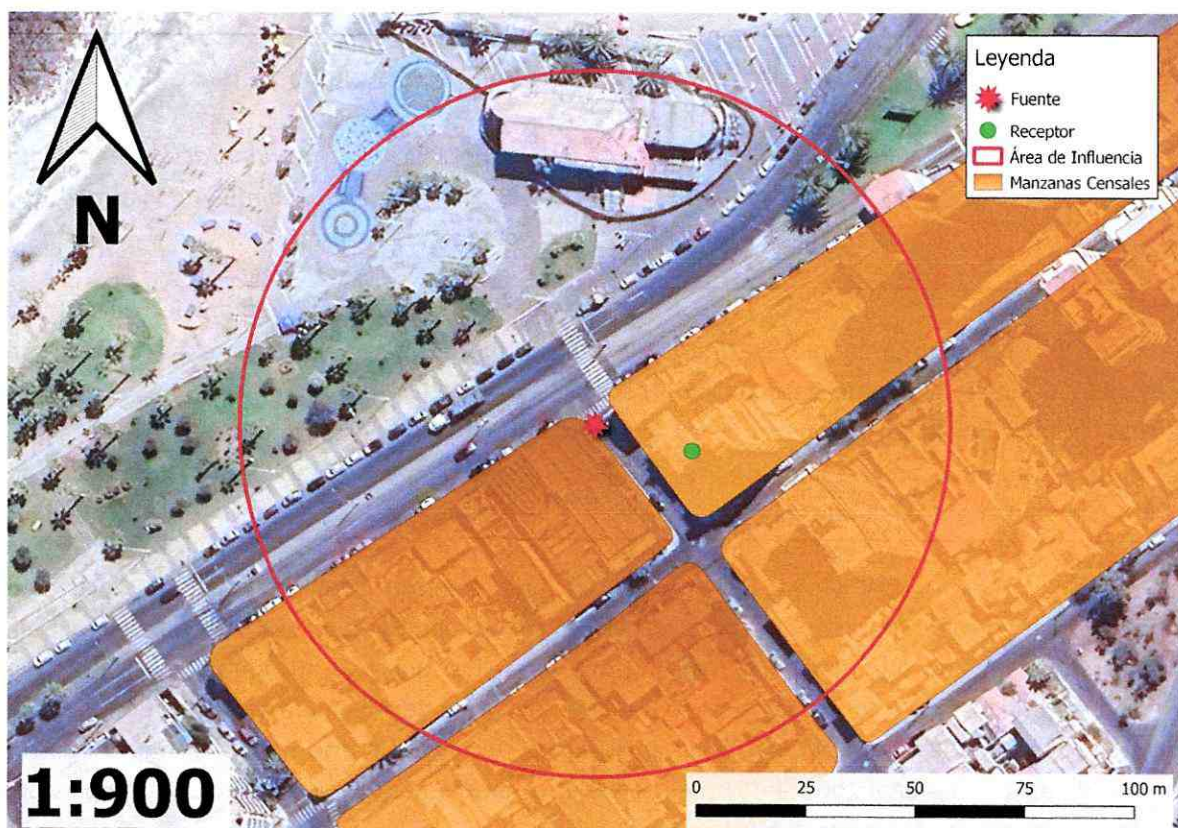 N
Leyenda
Fuente
Receptor
Área de Influencia
Manzanas Censales
1:900
0 25 50 75 100 m